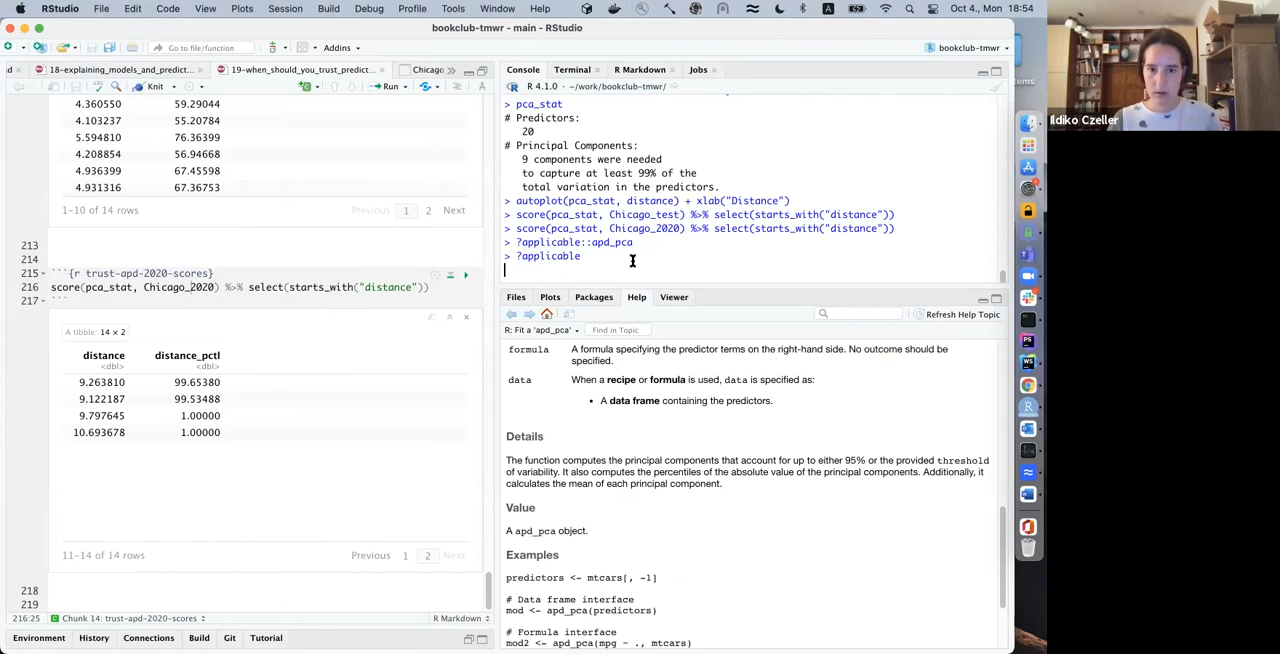 RStudio File Edit Code View Plots Session Build Debug Profile Tools Window Help A Oct 4., Mon 18:54
bookclub-tmwr - main - RStudio
Go to file/function Addins bookclub-tmwr
d 18-explaining_models_and_predict... 19-when_should_you_trust_predict... Chicago
Knit Run
4.360550 59.29044
4.103237 55.20784
5.594810 76.36399
4.208854 56.94668
4.936399 67.45598
4.931316 67.36753
1-10 of 14 rows Previous 1 2 Next
213
214
215 ```{r trust-apd-2020-scores}
216 score(pca_stat, Chicago_2020) %>% select(starts_with("distance"))
217 ```
A tibble: 14 × 2
distance distance_pctl
<dbl> <dbl>
9.263810 99.65380
9.122187 99.53488
9.797645 1.00000
10.693678 1.00000
11-14 of 14 rows Previous 1 2 Next
218
219
216:25 Chunk 14: trust-apd-2020-scores R Markdown
Environment History Connections Build Git Tutorial
Console Terminal R Markdown Jobs
R 4.1.0 · ~/work/bookclub-tmwr/
> pca_stat
# Predictors:
20
# Principal Components:
9 components were needed
to capture at least 99% of the
total variation in the predictors.
> autoplot(pca_stat, distance) + xlab("Distance")
> score(pca_stat, Chicago_test) %>% select(starts_with("distance"))
> score(pca_stat, Chicago_2020) %>% select(starts_with("distance"))
> ?applicable::apd_pca
> ?applicable
Files Plots Packages Help Viewer
Refresh Help Topic
R: Fit a 'apd_pca' Find in Topic
formula A formula specifying the predictor terms on the right-hand side. No outcome should be
specified.
data When a recipe or formula is used, data is specified as:
• A data frame containing the predictors.
Details
The function computes the principal components that account for up to either 95% or the provided threshold
of variability. It also computes the percentiles of the absolute value of the principal components. Additionally, it
calculates the mean of each principal component.
Value
A apd_pca object.
Examples
predictors <- mtcars[, -1]
# Data frame interface
mod <- apd_pca(predictors)
# Formula interface
mod2 <- apd_pca(mpg ~ ., mtcars)
tems
Ildiko Czeller